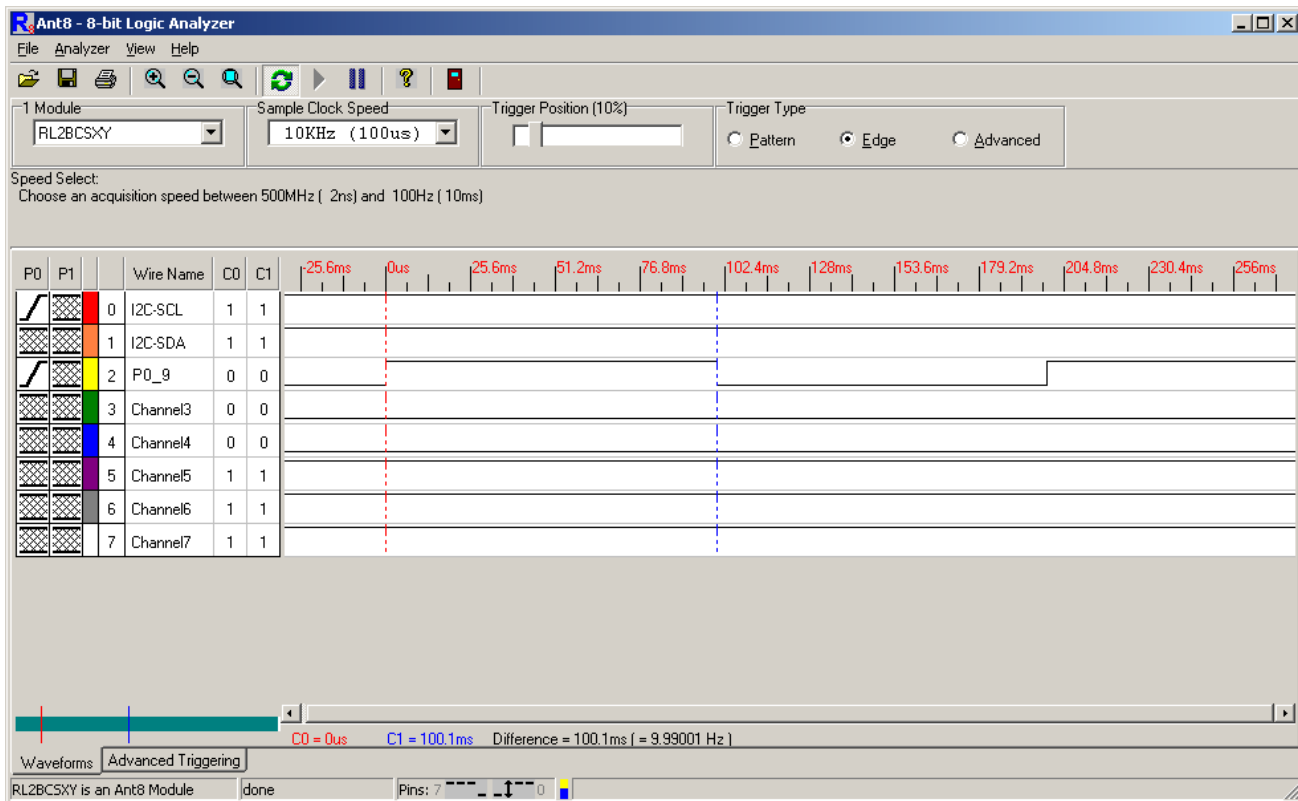 Ant8 - 8-bit Logic Analyzer
File Analyzer View Help
1 Module Sample Clock Speed Trigger Position (10%) Trigger Type
RL2BCSXY 10KHz (100us) Pattern Edge Advanced
Speed Select:
Choose an acquisition speed between 500MHz ( 2ns) and 100Hz (10ms)
P0 P1 Wire Name C0 C1 -25.6ms 0us 25.6ms 51.2ms 76.8ms 102.4ms 128ms 153.6ms 179.2ms 204.8ms 230.4ms 256ms
0 I2C-SCL 1 1
1 I2C-SDA 1 1
2 P0_9 0 0
3 Channel3 0 0
4 Channel4 0 0
5 Channel5 1 1
6 Channel6 1 1
7 Channel7 1 1
C0 = 0us C1 = 100.1ms Difference = 100.1ms ( = 9.99001 Hz )
Waveforms Advanced Triggering
RL2BCSXY is an Ant8 Module done Pins: 7 0